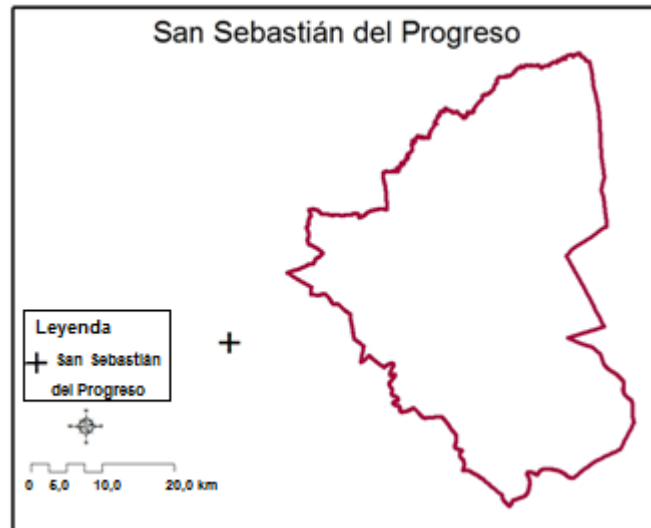 San Sebastián del Progreso
Leyenda
San Sebastián
del Progreso
0 5,0 10,0 20,0 km